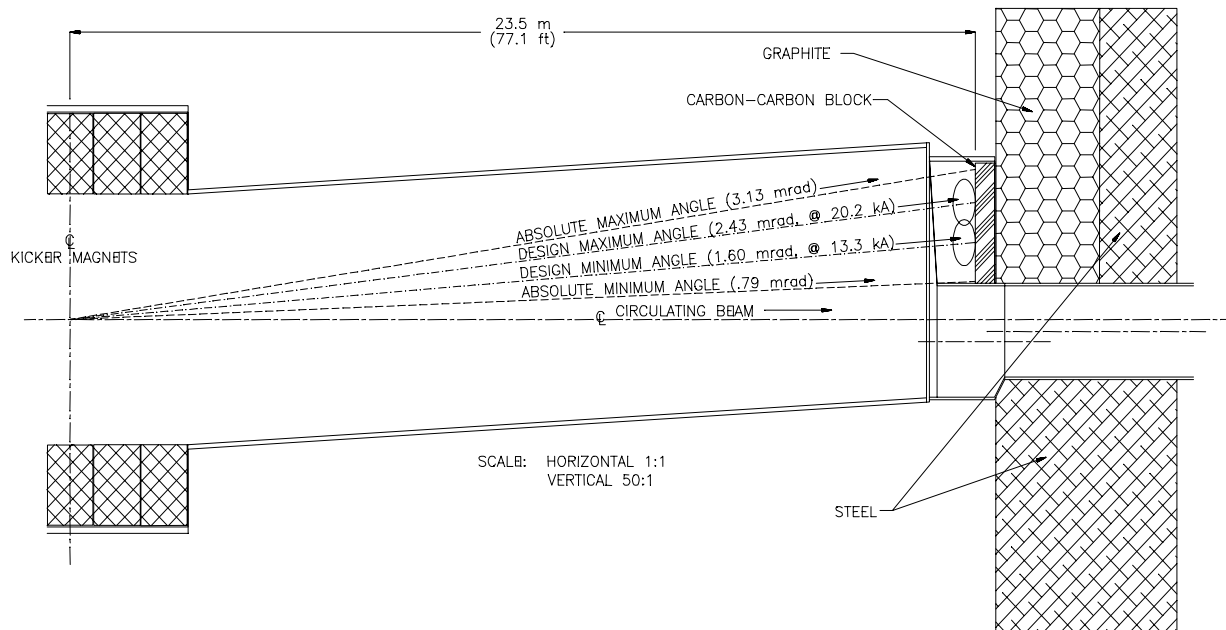 23.5 m
(77.1 ft)
GRAPHITE
CARBON-CARBON BLOCK
ABSOLUTE MAXIMUM ANGLE (3.13 mrad)
DESIGN MAXIMUM ANGLE (2.43 mrad, @ 20.2 kA)
DESIGN MINIMUM ANGLE (1.60 mrad, @ 13.3 kA)
ABSOLUTE MINIMUM ANGLE (.79 mrad)
℄
KICKER MAGNETS
℄ CIRCULATING BEAM
SCALE: HORIZONTAL 1:1
VERTICAL 50:1
STEEL